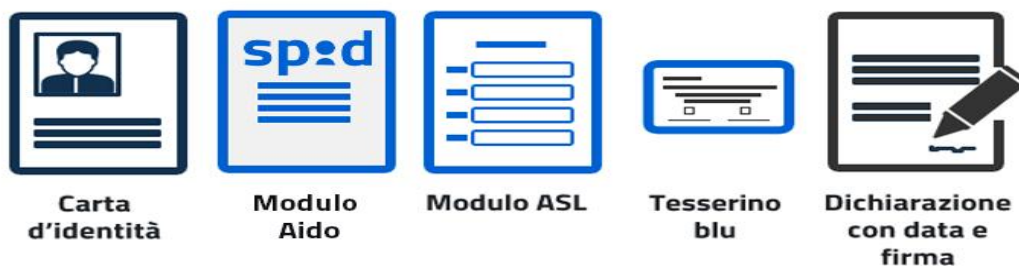 spid
Carta
d'identità
Modulo
Aido
Modulo ASL
Tesserino
blu
Dichiarazione
con data e
firma